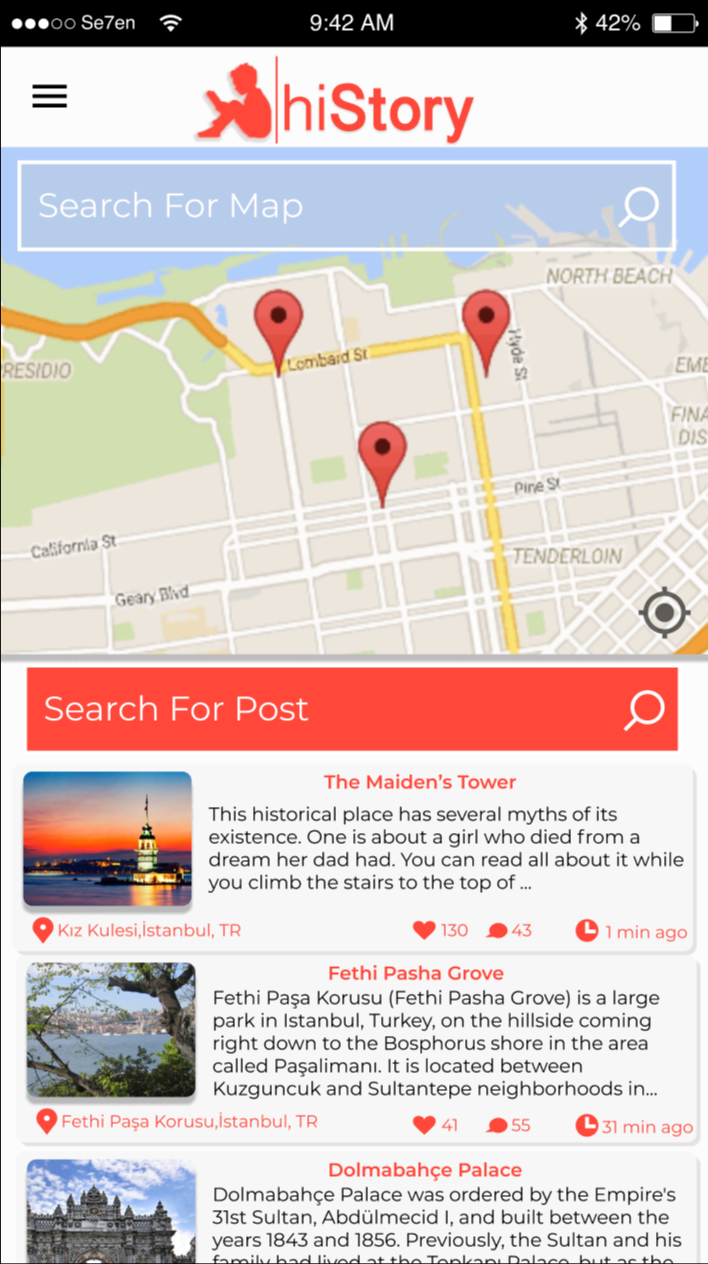 Se7en 9:42 AM 42%
hiStory
Search For Map
NORTH BEACH
Lombard St
Hyde St
RESIDIO
EME
FINA
DIS
Pine St
California St
TENDERLOIN
Geary Blvd
Search For Post
The Maiden’s Tower
This historical place has several myths of its
existence. One is about a girl who died from a
dream her dad had. You can read all about it while
you climb the stairs to the top of ...
Kız Kulesi,İstanbul, TR 130 43 1 min ago
Fethi Pasha Grove
Fethi Paşa Korusu (Fethi Pasha Grove) is a large
park in Istanbul, Turkey, on the hillside coming
right down to the Bosphorus shore in the area
called Paşalimanı. It is located between
Kuzguncuk and Sultantepe neighborhoods in...
Fethi Paşa Korusu,İstanbul, TR 41 55 31 min ago
Dolmabahçe Palace
Dolmabahçe Palace was ordered by the Empire's
31st Sultan, Abdülmecid I, and built between the
years 1843 and 1856. Previously, the Sultan and his
family had lived at the Topkapı Palace, but as the